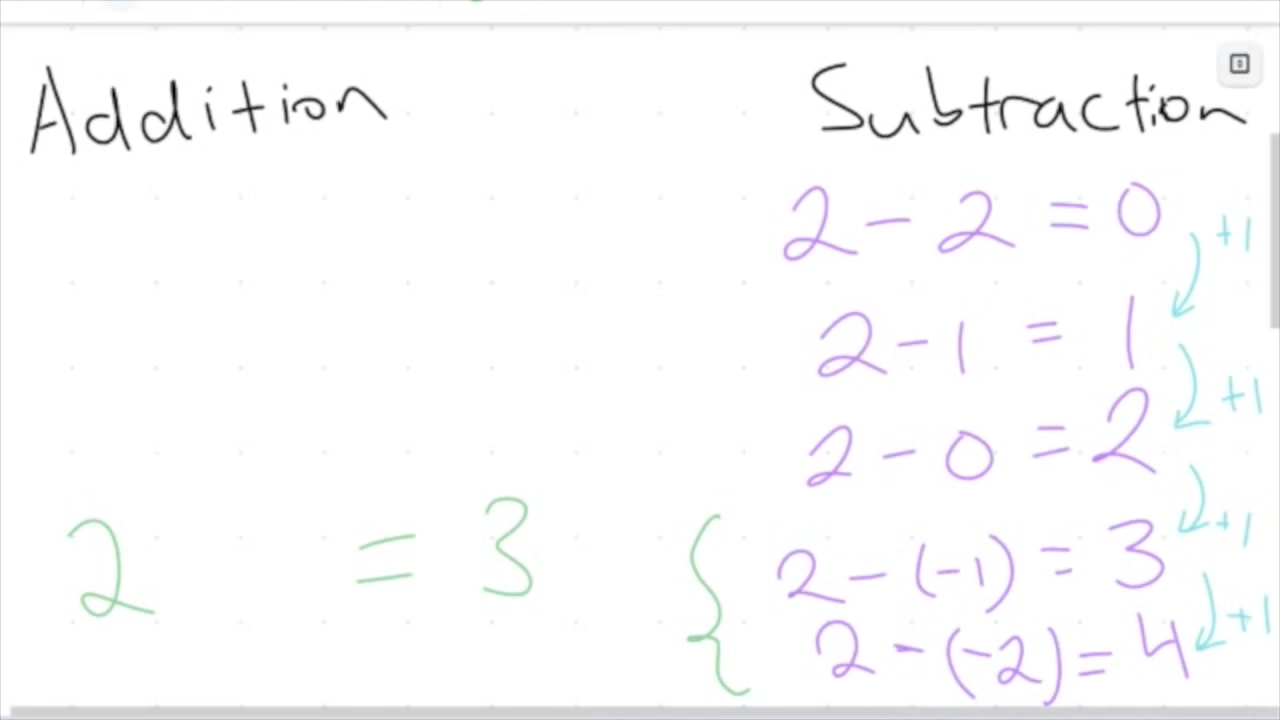 Addition Subtraction
2 - 2 = 0
+1
2 - 1 = 1
+1
2 - 0 = 2
+1
2 = 3
2 - (-1) = 3
+1
2 - (-2) = 4